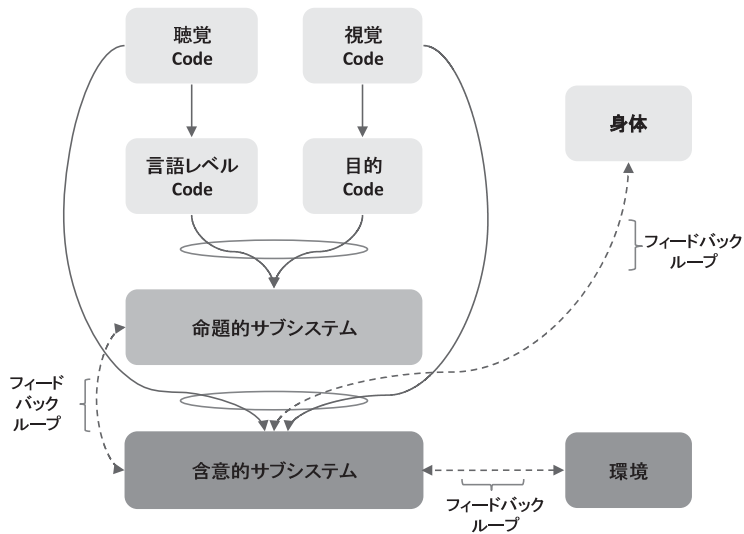 聴覚
Code
視覚
Code
身体
言語レベル
Code
目的
Code
フィードバック
ループ
命題的サブシステム
フィード
バック
ループ
含意的サブシステム
環境
フィードバック
ループ